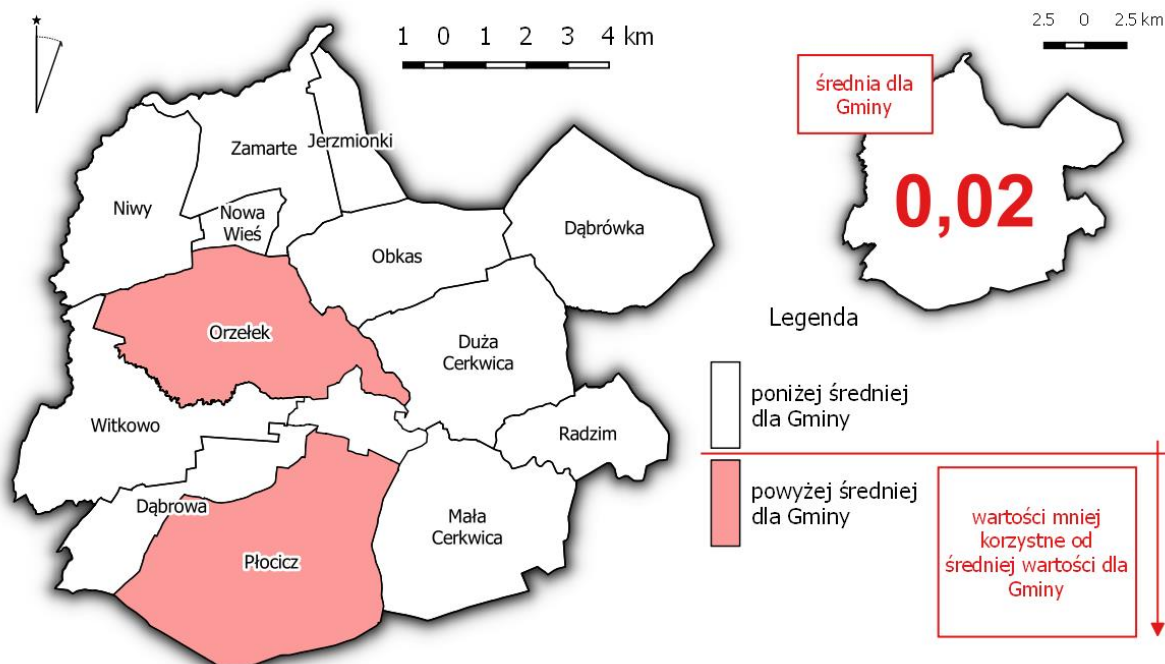 1 0 1 2 3 4 km
2.5 0 2.5 km
średnia dla
Gminy
0,02
Zamarte
Jerzmionki
Niwy
Nowa
Wieś
Obkas
Dąbrówka
Orzełek
Duża
Cerkwica
Witkowo
Radzim
Dąbrowa
Mała
Cerkwica
Płocicz
Legenda
poniżej średniej
dla Gminy
powyżej średniej
dla Gminy
wartości mniej
korzystne od
średniej wartości dla
Gminy